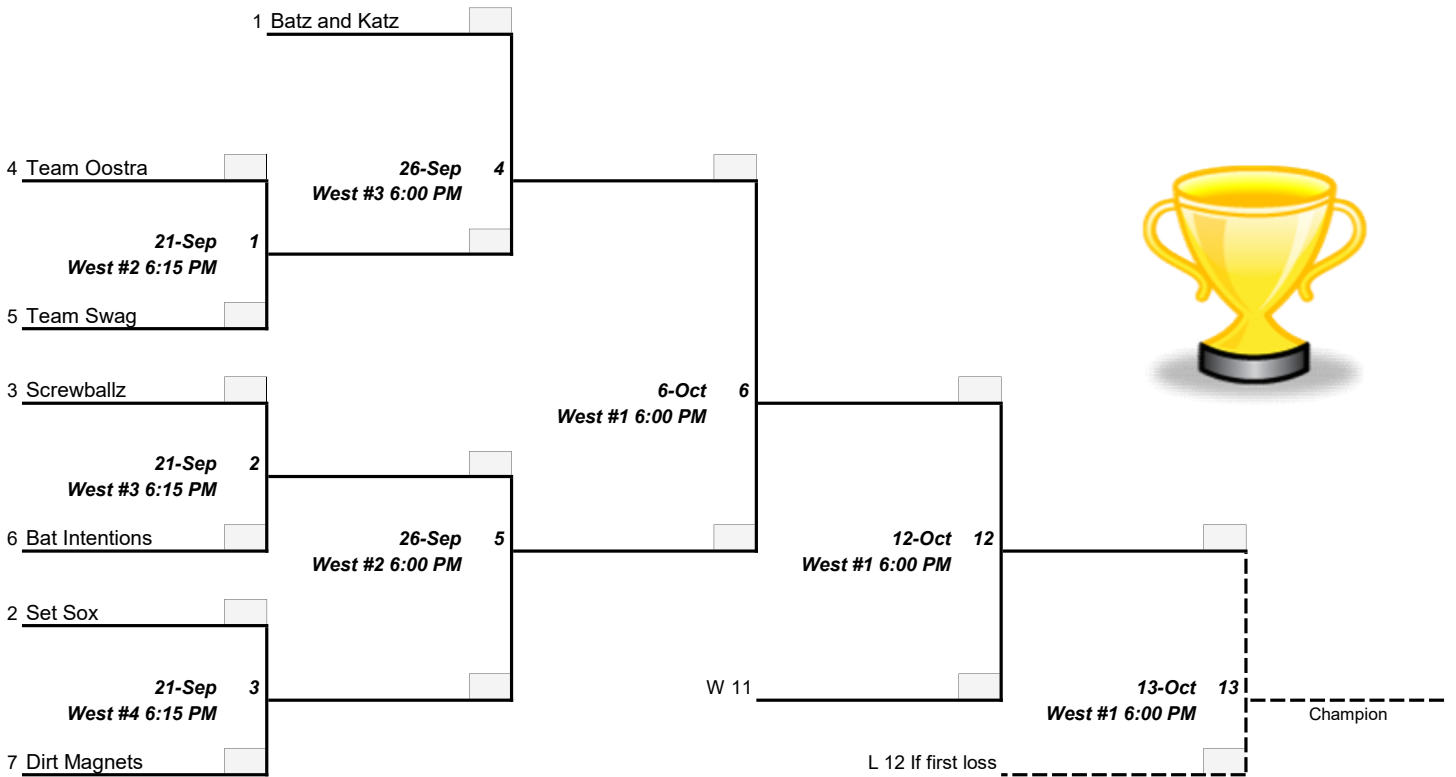 1 Batz and Katz
4 Team Oostra
26-Sep 4
West #3 6:00 PM
21-Sep 1
West #2 6:15 PM
5 Team Swag
3 Screwballz
6-Oct 6
West #1 6:00 PM
21-Sep 2
West #3 6:15 PM
6 Bat Intentions
26-Sep 5
West #2 6:00 PM
12-Oct 12
West #1 6:00 PM
2 Set Sox
21-Sep 3
West #4 6:15 PM
W 11
13-Oct 13
West #1 6:00 PM
Champion
7 Dirt Magnets
L 12 If first loss